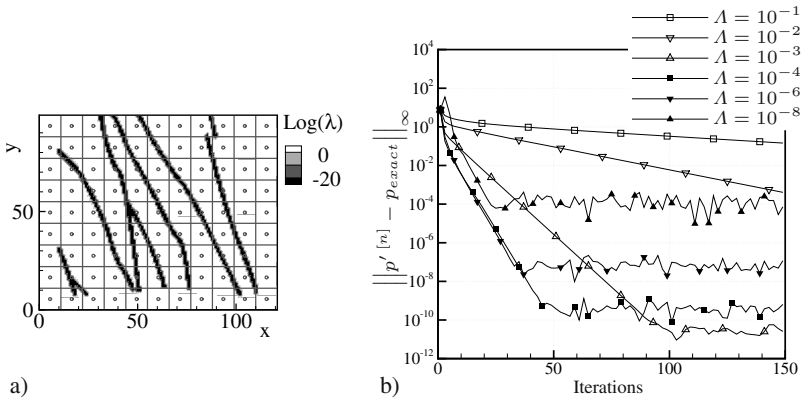 Log(λ)
0
-20
y
50
0
0
50
100
x
a)
Λ = 10⁻¹
Λ = 10⁻²
Λ = 10⁻³
Λ = 10⁻⁴
Λ = 10⁻⁶
Λ = 10⁻⁸
10⁴
10²
10⁰
10⁻²
10⁻⁴
10⁻⁶
10⁻⁸
10⁻¹⁰
10⁻¹²
||p′ [n] − p_exact||_∞
0
50
100
150
Iterations
b)